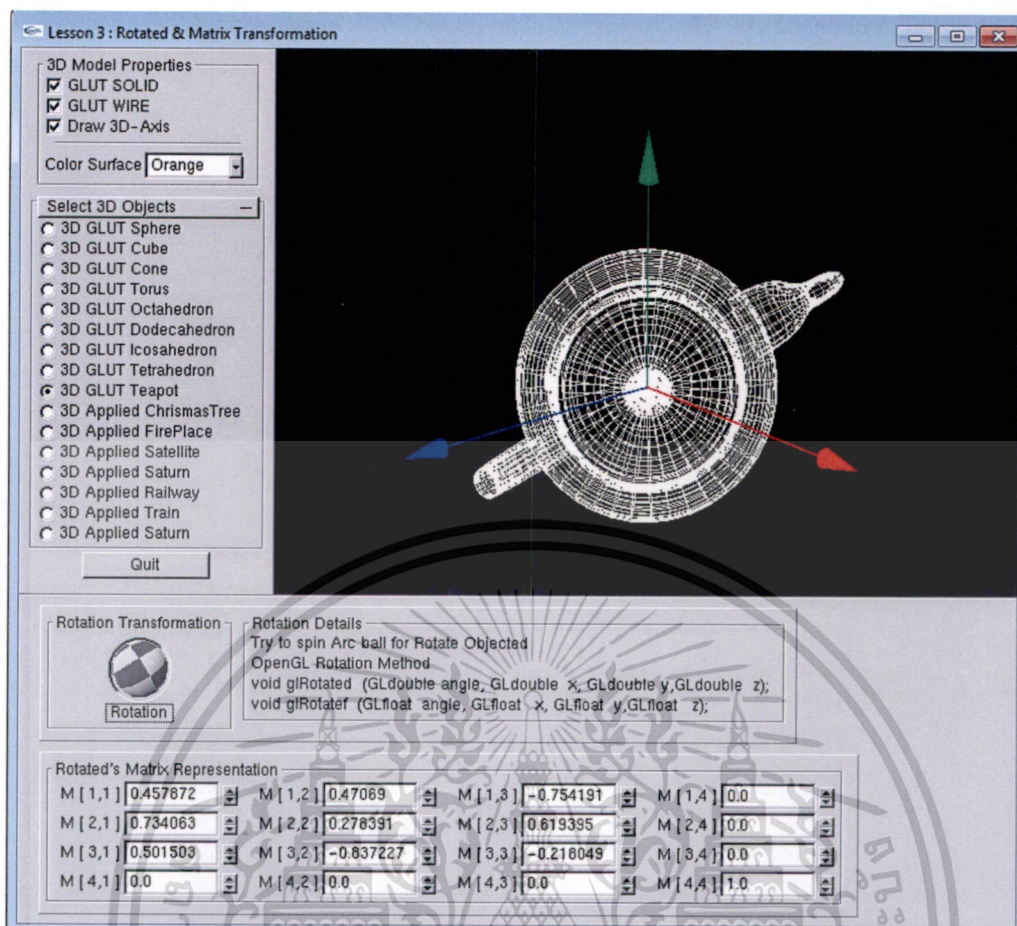 Lesson 3 : Rotated & Matrix Transformation
3D Model Properties
GLUT SOLID
GLUT WIRE
Draw 3D-Axis
Color Surface Orange
Select 3D Objects
3D GLUT Sphere
3D GLUT Cube
3D GLUT Cone
3D GLUT Torus
3D GLUT Octahedron
3D GLUT Dodecahedron
3D GLUT Icosahedron
3D GLUT Tetrahedron
3D GLUT Teapot
3D Applied ChrismasTree
3D Applied FirePlace
3D Applied Satellite
3D Applied Saturn
3D Applied Railway
3D Applied Train
3D Applied Saturn
Quit
Rotation Transformation
Rotation
Rotation Details
Try to spin Arc ball for Rotate Objected
OpenGL Rotation Method
void glRotated (GLdouble angle, GLdouble x, GLdouble y,GLdouble z);
void glRotatef (GLfloat angle, GLfloat x, GLfloat y,GLfloat z);
Rotated's Matrix Representation
M [ 1,1 ] 0.457872 M [ 1,2 ] 0.47069 M [ 1,3 ] -0.754191 M [ 1,4 ] 0.0
M [ 2,1 ] 0.734063 M [ 2,2 ] 0.278391 M [ 2,3 ] 0.619395 M [ 2,4 ] 0.0
M [ 3,1 ] 0.501503 M [ 3,2 ] -0.837227 M [ 3,3 ] -0.218049 M [ 3,4 ] 0.0
M [ 4,1 ] 0.0 M [ 4,2 ] 0.0 M [ 4,3 ] 0.0 M [ 4,4 ] 1.0